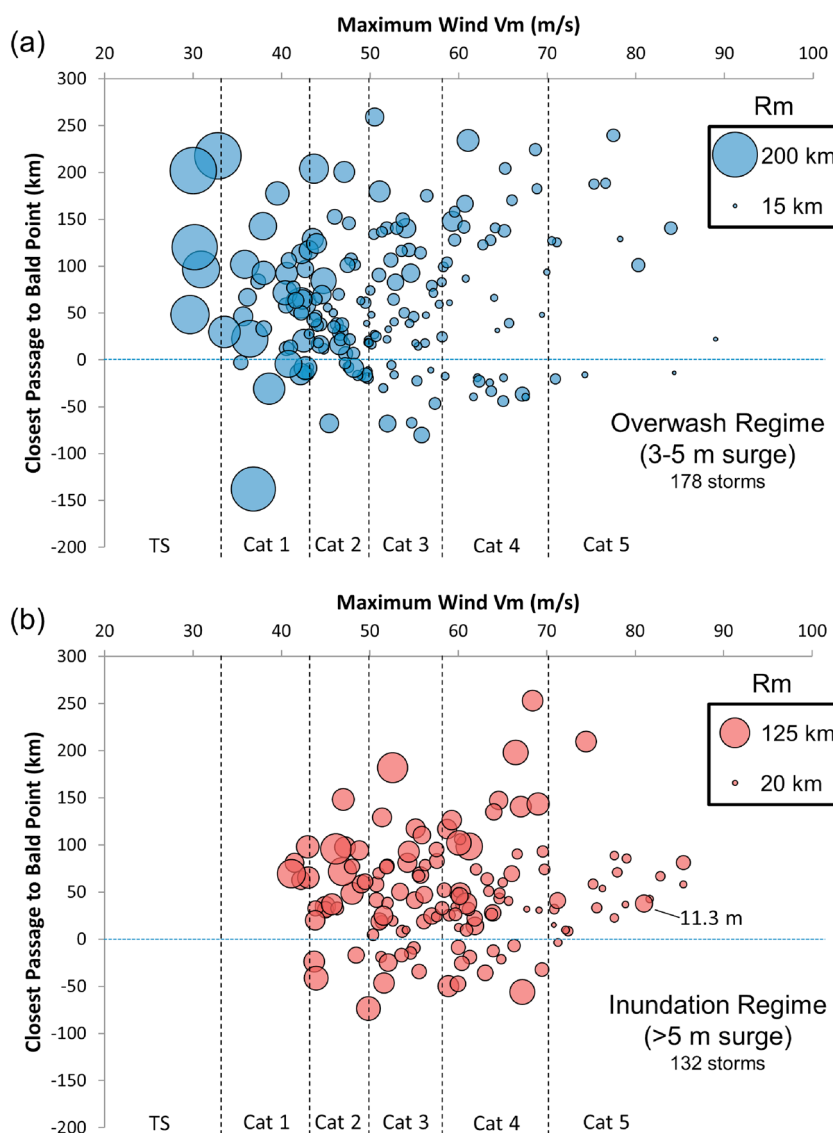 Maximum Wind Vm (m/s)
(a)
20 30 40 50 60 70 80 90 100
Closest Passage to Bald Point (km)
300
250
200
150
100
50
0
-50
-100
-150
-200
Rm
200 km
15 km
Overwash Regime
(3-5 m surge)
178 storms
TS Cat 1 Cat 2 Cat 3 Cat 4 Cat 5
(b)
Maximum Wind Vm (m/s)
20 30 40 50 60 70 80 90 100
Closest Passage to Bald Point (km)
300
250
200
150
100
50
0
-50
-100
-150
-200
Rm
125 km
20 km
11.3 m
Inundation Regime
(>5 m surge)
132 storms
TS Cat 1 Cat 2 Cat 3 Cat 4 Cat 5